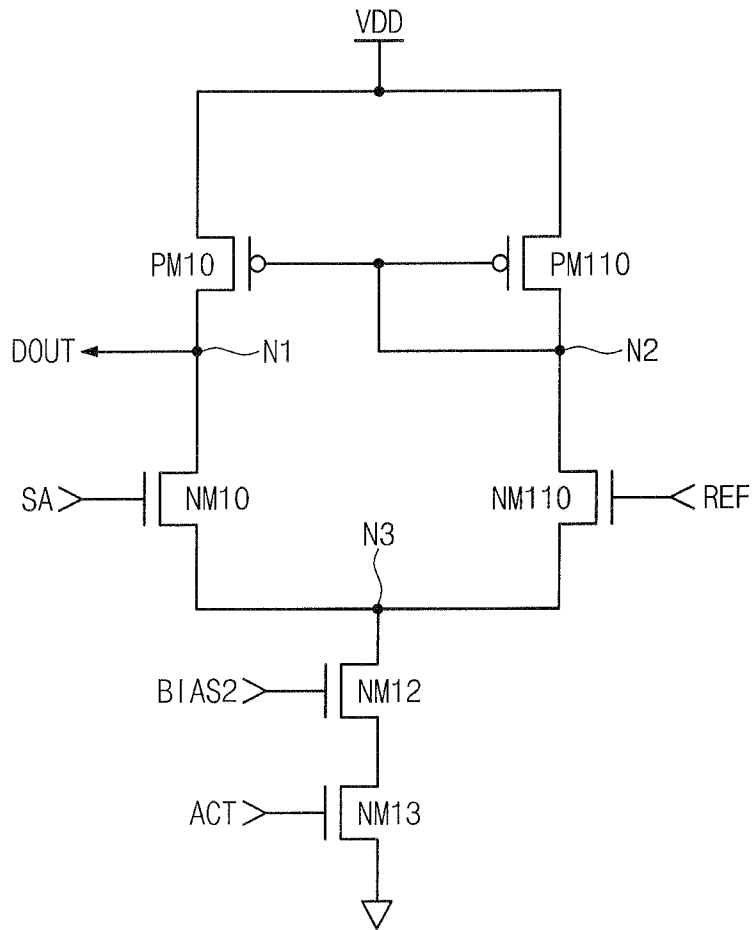 VDD
PM10
PM110
DOUT
N1
N2
SA
NM10
NM110
REF
N3
BIAS2
NM12
ACT
NM13